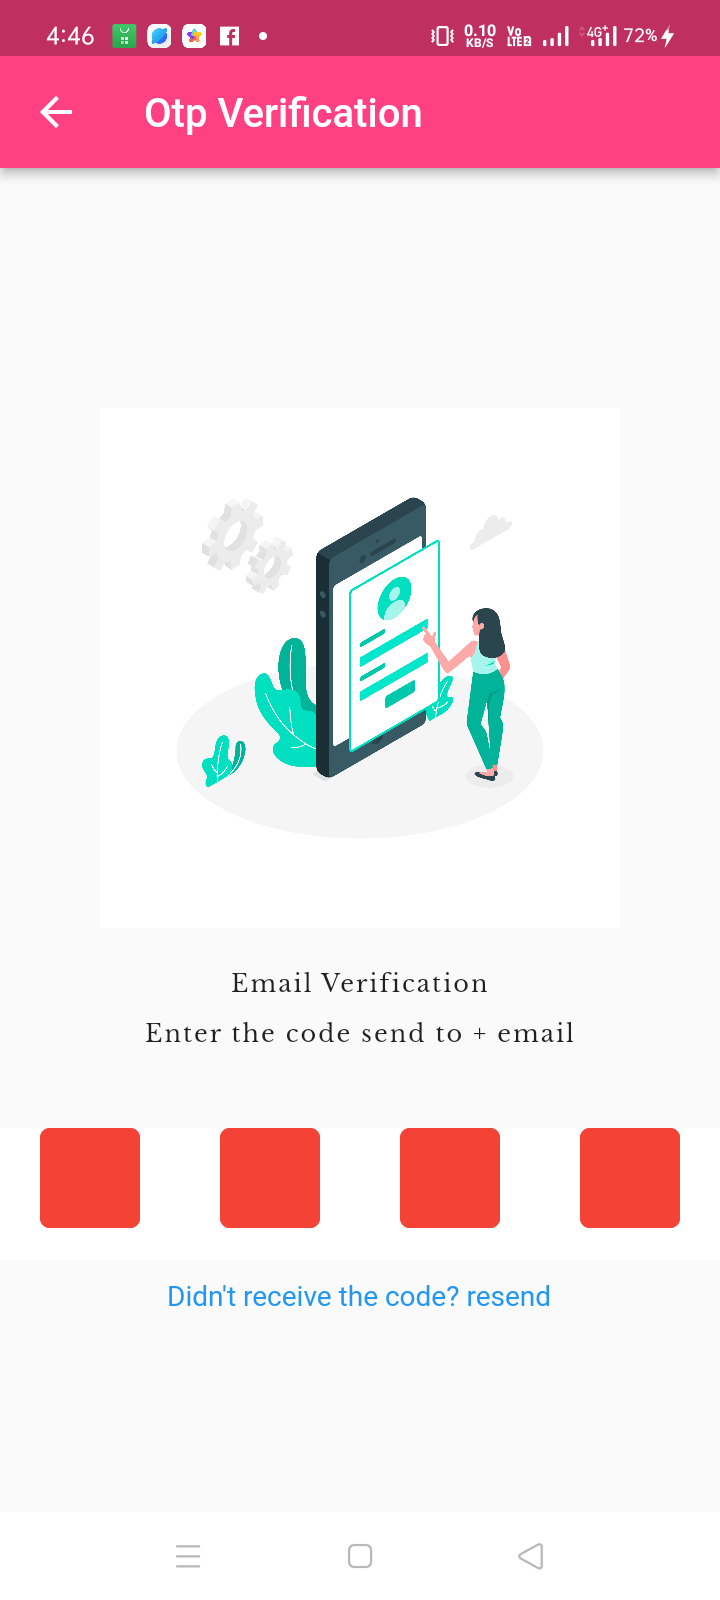 4:46 0.10 KB/S Vo LTE2 4G+ 72%
Otp Verification
Email Verification
Enter the code send to + email
Didn't receive the code? resend